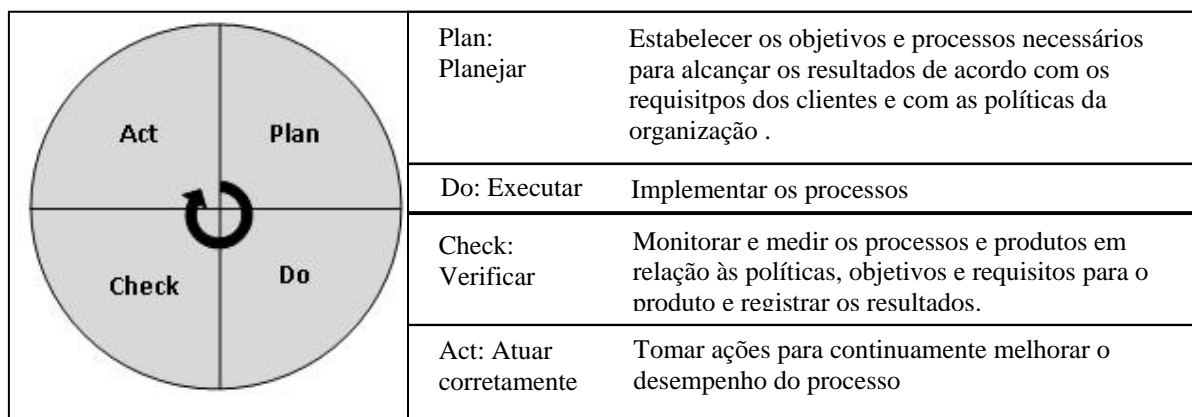 Act
Plan
Check
Do
Plan:
Planejar
Estabelecer os objetivos e processos necessários
para alcançar os resultados de acordo com os
requisitpos dos clientes e com as políticas da
organização .
Do: Executar
Implementar os processos
Check:
Verificar
Monitorar e medir os processos e produtos em
relação às políticas, objetivos e requisitos para o
produto e registrar os resultados.
Act: Atuar
corretamente
Tomar ações para continuamente melhorar o
desempenho do processo